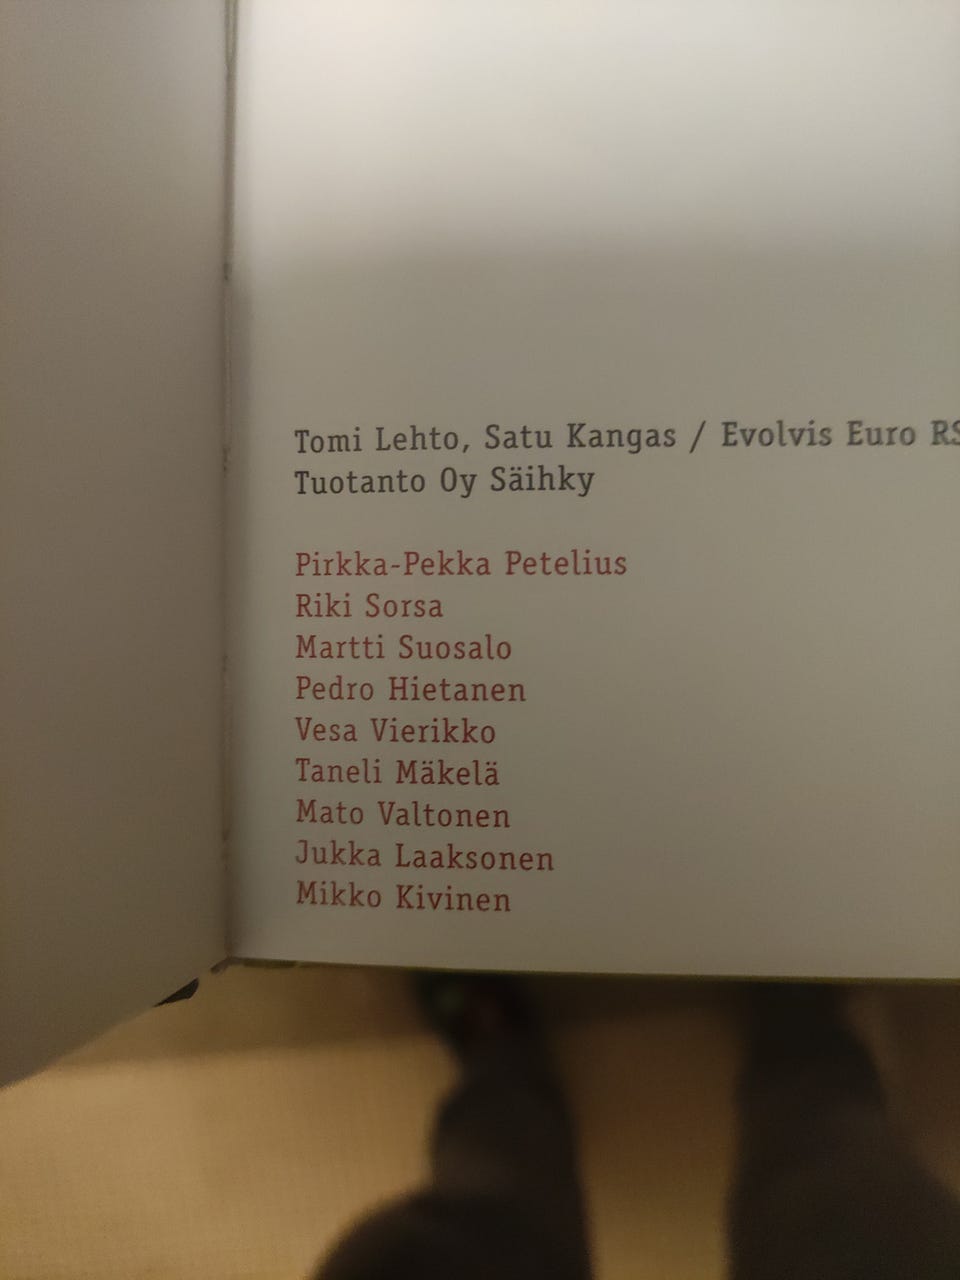 Tomi Lehto, Satu Kangas / Evolvis Euro RS
Tuotanto Oy Säihky
Pirkka-Pekka Petelius
Riki Sorsa
Martti Suosalo
Pedro Hietanen
Vesa Vierikko
Taneli Mäkelä
Mato Valtonen
Jukka Laaksonen
Mikko Kivinen